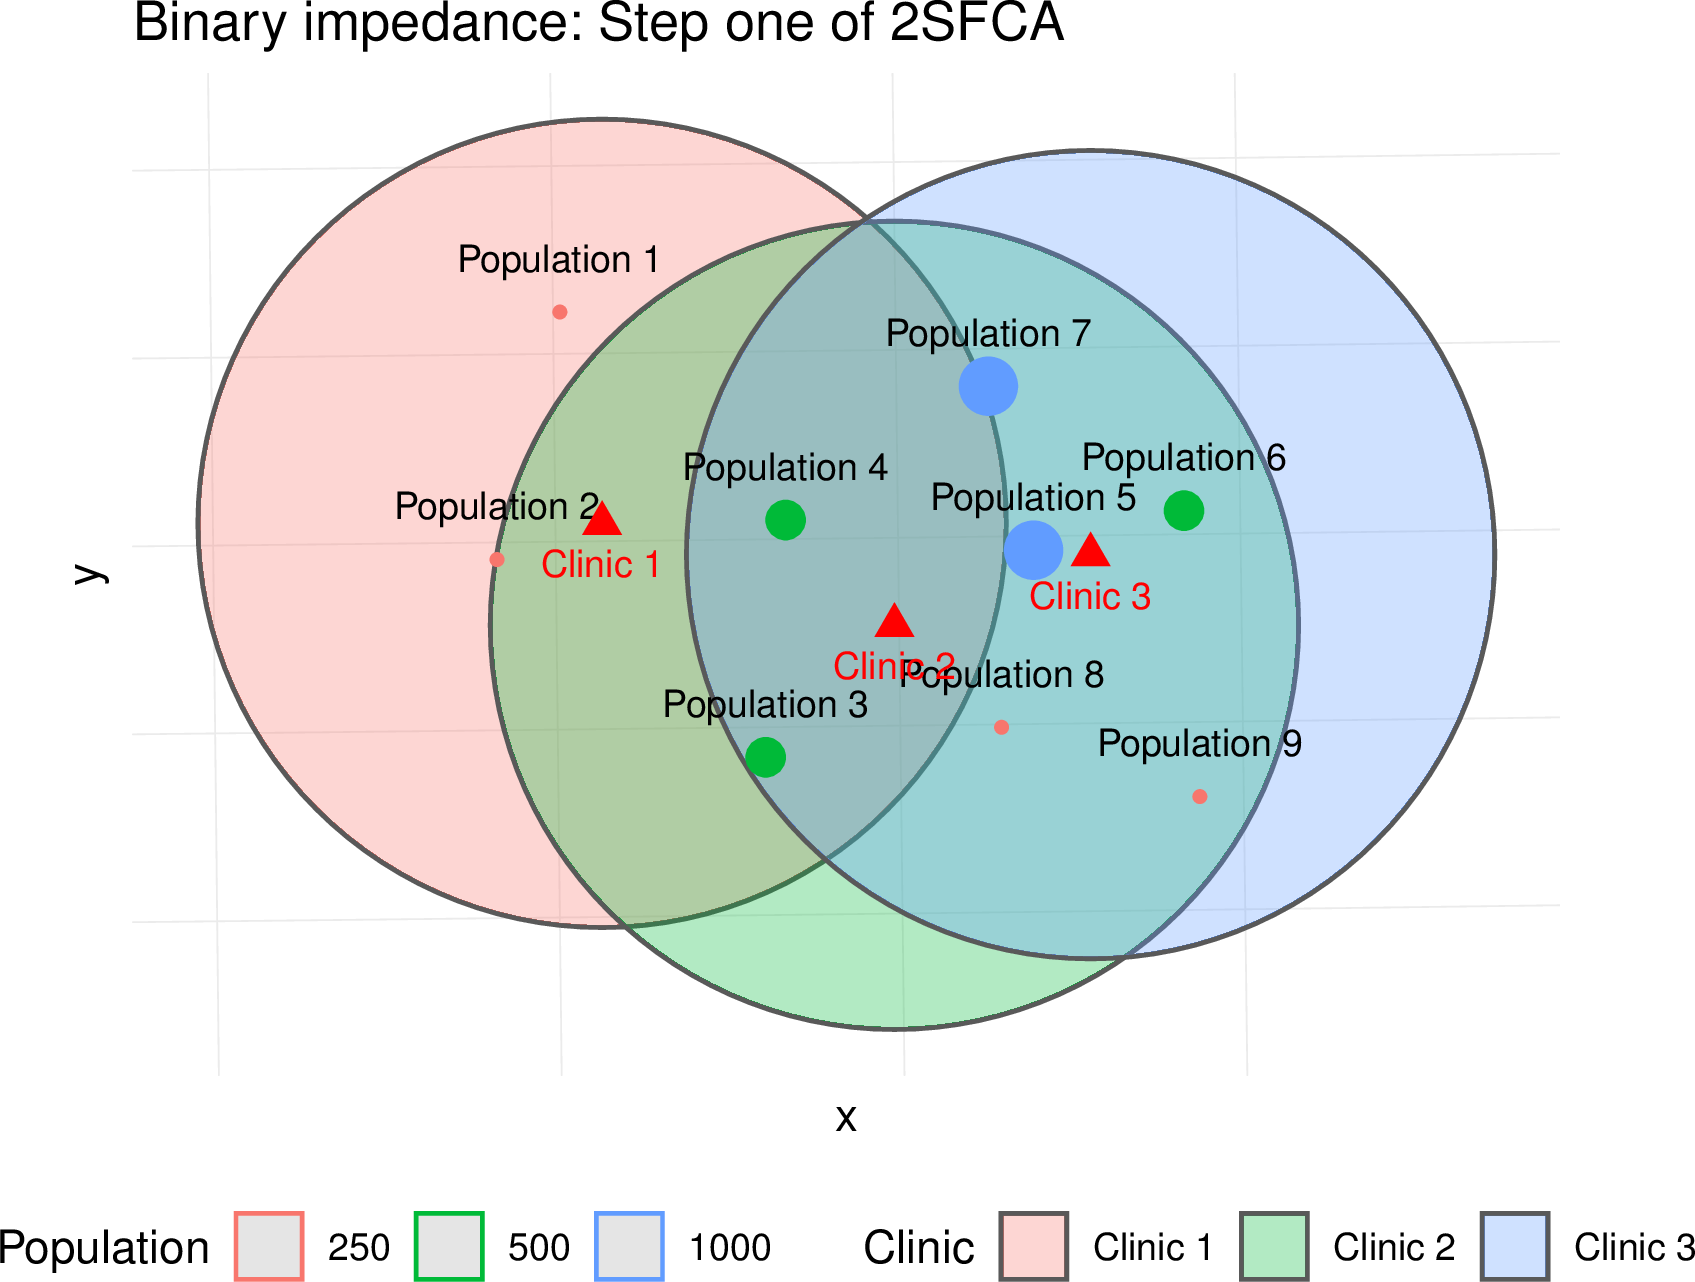 Binary impedance: Step one of 2SFCA
Population 1
Population 7
Population 6
Population 4
Population 5
Population 2
Clinic 1
y
Clinic 3
Clinic 2
Population 8
Population 3
Population 9
x
Population 250 500 1000 Clinic Clinic 1 Clinic 2 Clinic 3